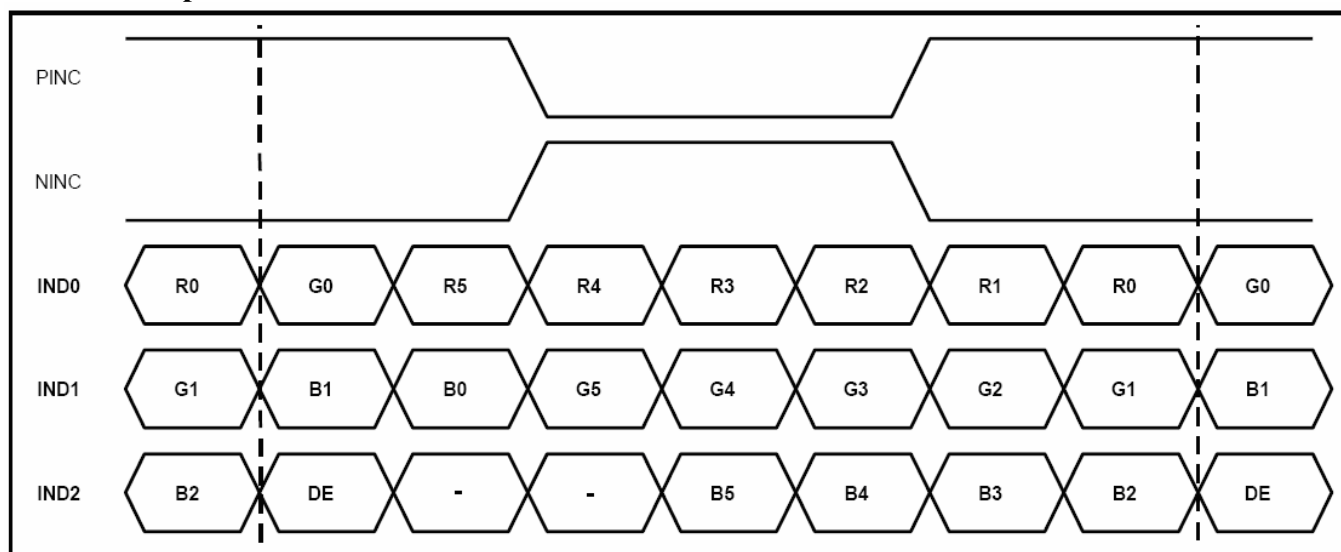 PINC
NINC
IND0 R0 G0 R5 R4 R3 R2 R1 R0 G0
IND1 G1 B1 B0 G5 G4 G3 G2 G1 B1
IND2 B2 DE - - B5 B4 B3 B2 DE